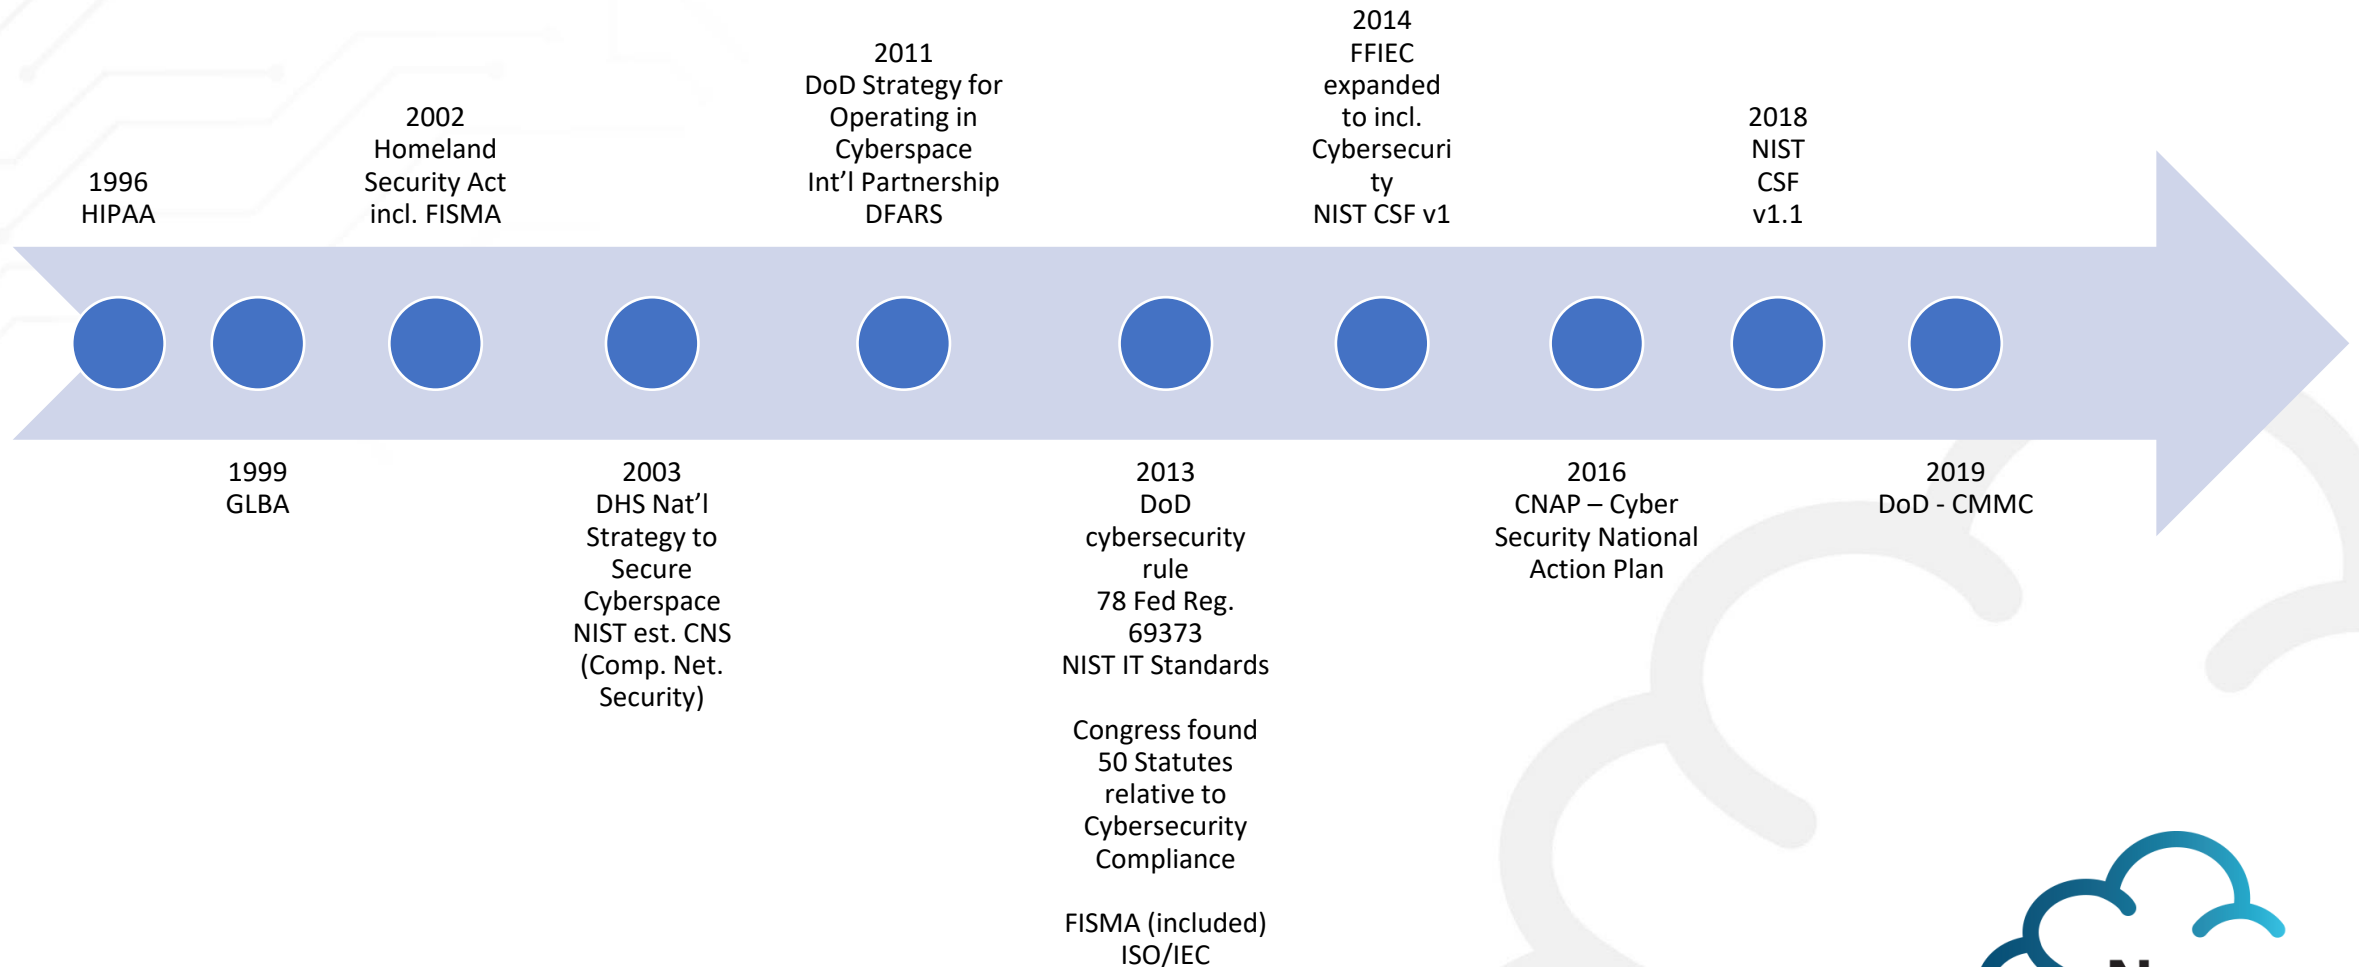 1996
HIPAA
1999
GLBA
2002
Homeland
Security Act
incl. FISMA
2003
DHS Nat’l
Strategy to
Secure
Cyberspace
NIST est. CNS
(Comp. Net.
Security)
2011
DoD Strategy for
Operating in
Cyberspace
Int’l Partnership
DFARS
2013
DoD
cybersecurity
rule
78 Fed Reg.
69373
NIST IT Standards
Congress found
50 Statutes
relative to
Cybersecurity
Compliance
FISMA (included)
ISO/IEC
2014
FFIEC
expanded
to incl.
Cybersecuri
ty
NIST CSF v1
2016
CNAP – Cyber
Security National
Action Plan
2018
NIST
CSF
v1.1
2019
DoD - CMMC